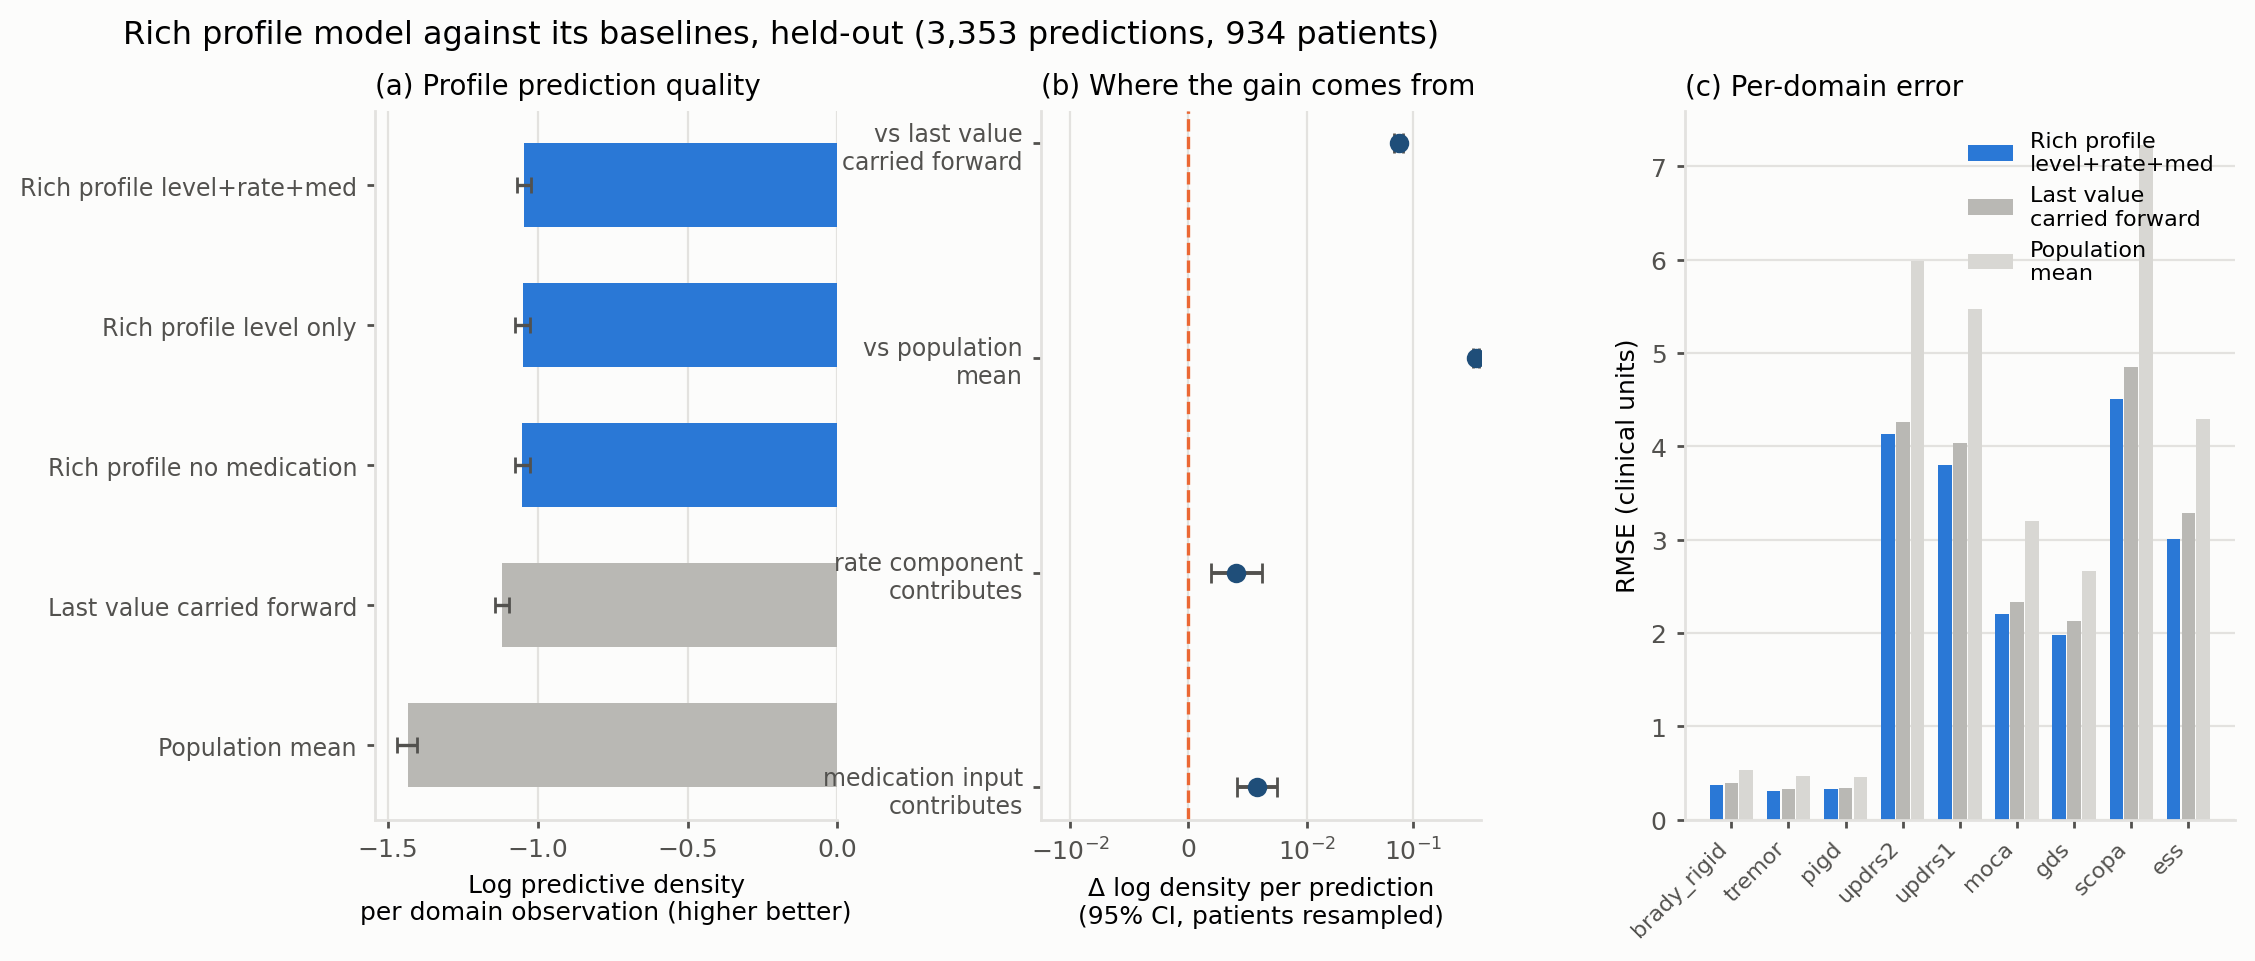 Rich profile model against its baselines, held-out (3,353 predictions, 934 patients)
(a) Profile prediction quality
Rich profile level+rate+med
Rich profile level only
Rich profile no medication
Last value carried forward
Population mean
−1.5
−1.0
−0.5
0.0
Log predictive density
per domain observation (higher better)
(b) Where the gain comes from
vs last value
carried forward
vs population
mean
rate component
contributes
medication input
contributes
−10⁻²
0
10⁻²
10⁻¹
Δ log density per prediction
(95% CI, patients resampled)
(c) Per-domain error
Rich profile
level+rate+med
Last value
carried forward
Population
mean
RMSE (clinical units)
7
6
5
4
3
2
1
0
brady_rigid
tremor
pigd
updrs2
updrs1
moca
gds
scopa
ess